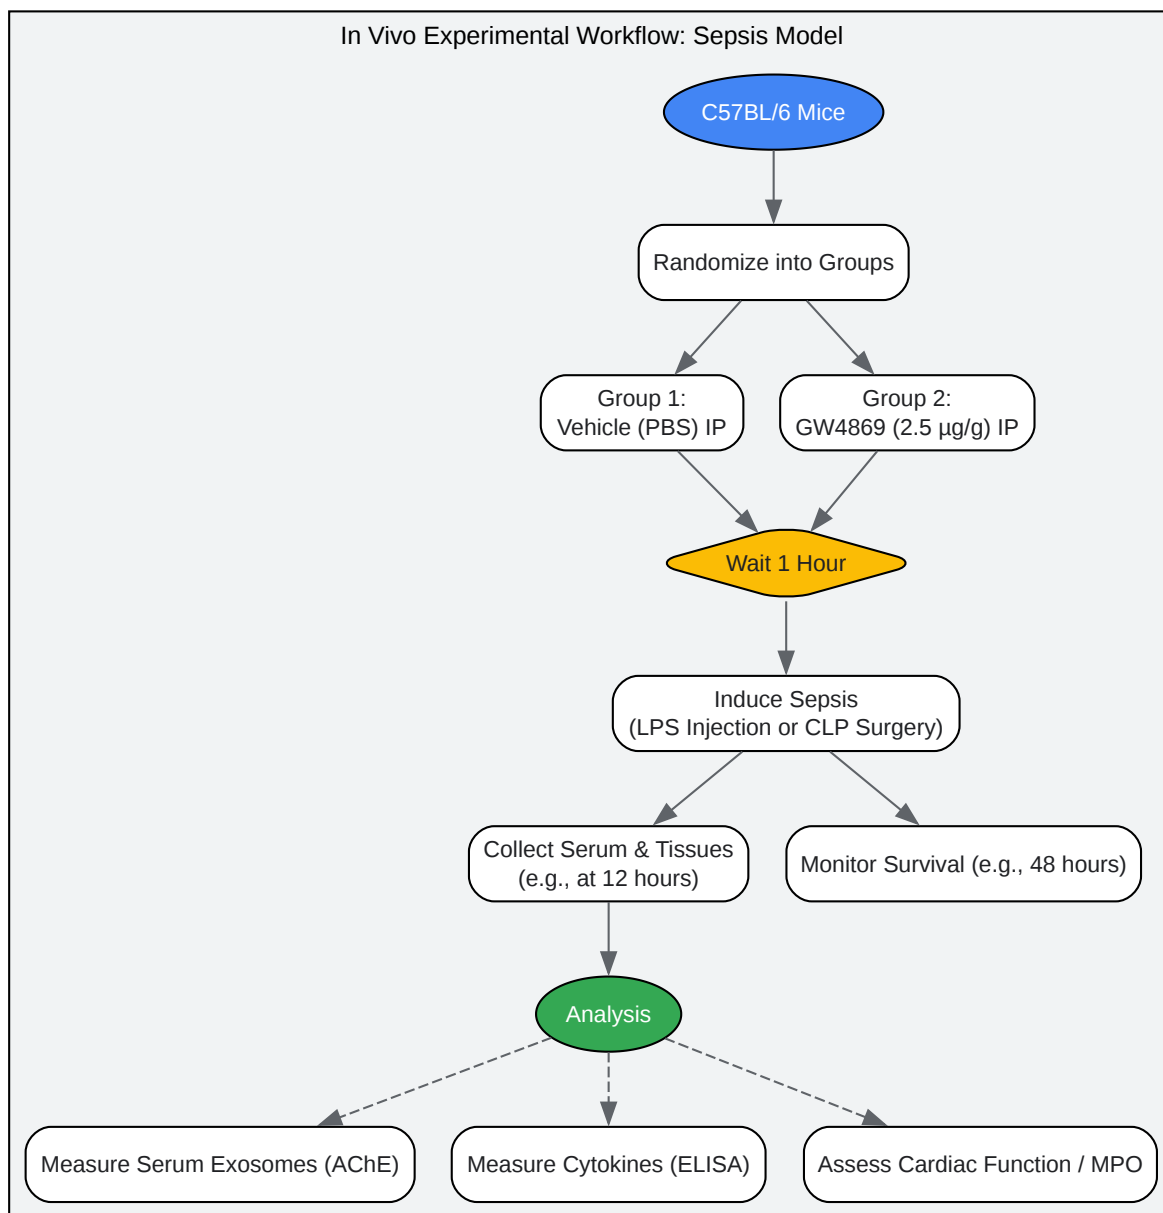 In Vivo Experimental Workflow: Sepsis Model
C57BL/6 Mice
Randomize into Groups
Group 1:
Vehicle (PBS) IP
Group 2:
GW4869 (2.5 µg/g) IP
Wait 1 Hour
Induce Sepsis
(LPS Injection or CLP Surgery)
Collect Serum & Tissues
(e.g., at 12 hours)
Monitor Survival (e.g., 48 hours)
Analysis
Measure Serum Exosomes (AChE)
Measure Cytokines (ELISA)
Assess Cardiac Function / MPO